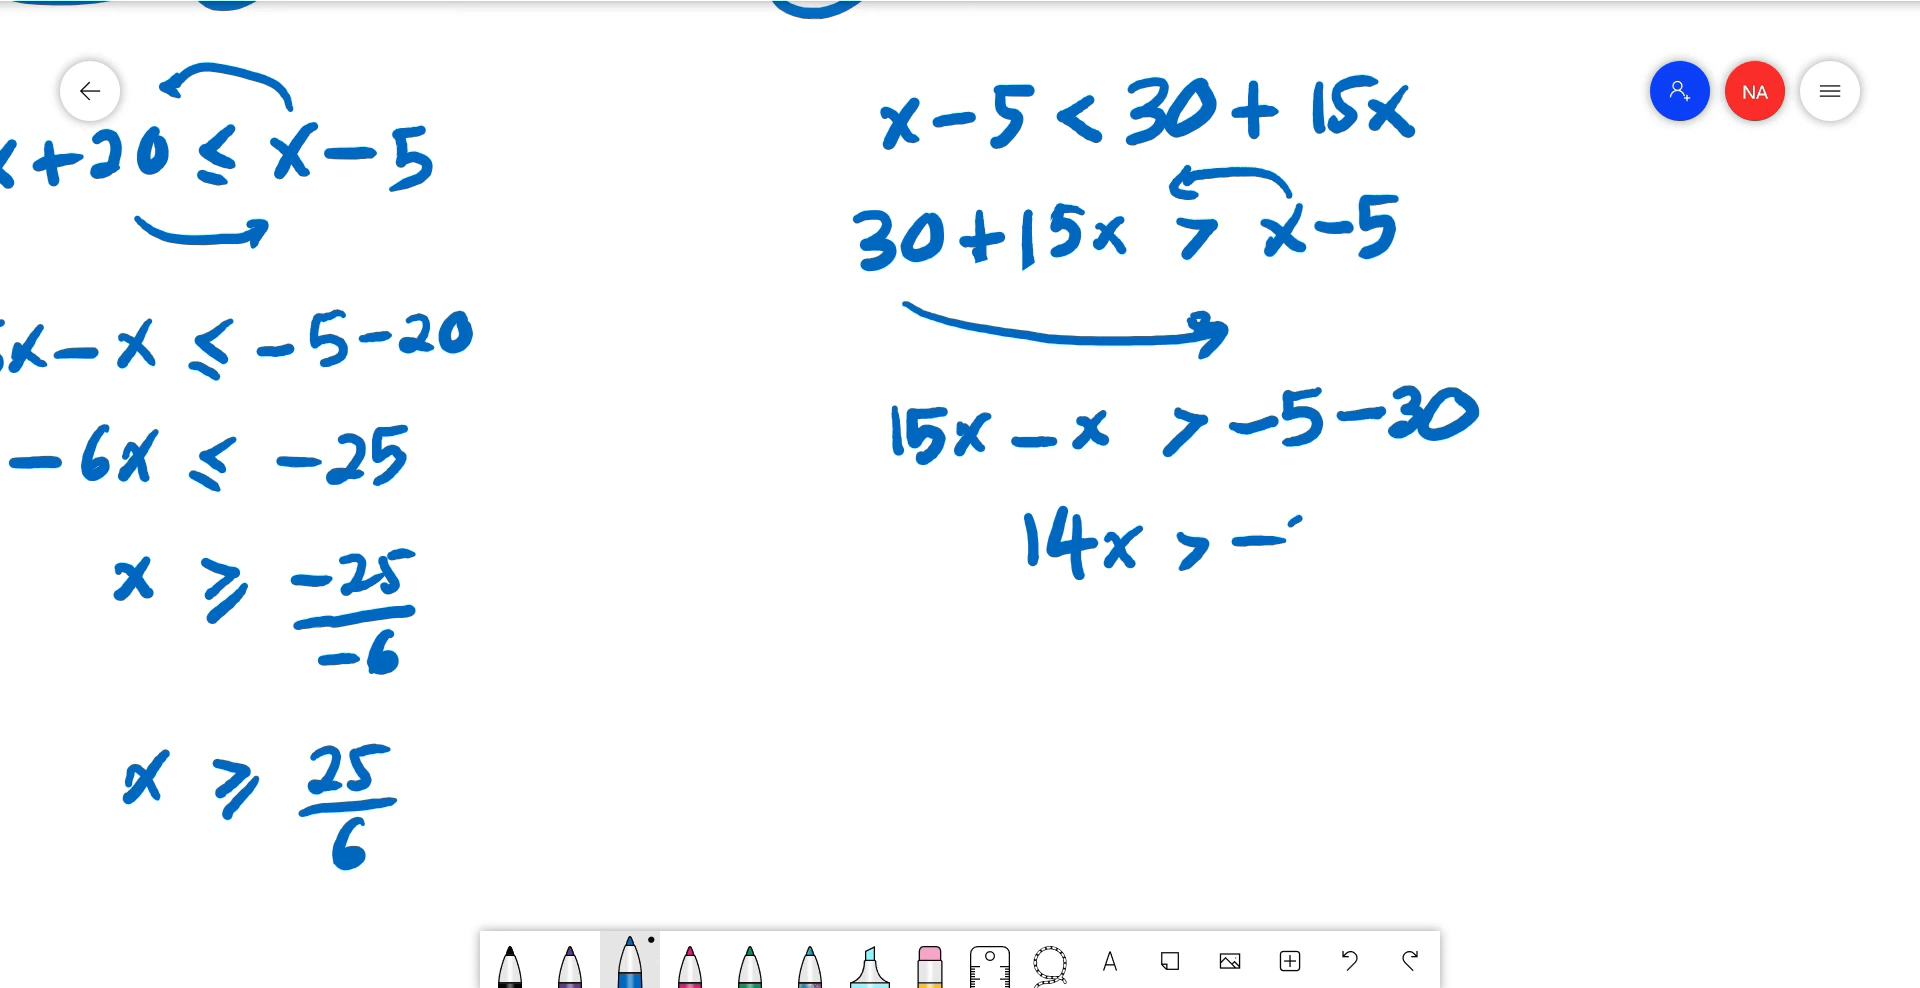 x + 20 ≤ x - 5
x - x ≤ - 5 - 20
- 6x ≤ - 25
x ≥ -25/-6
x ≥ 25/6
x - 5 < 30 + 15x
30 + 15x > x - 5
15x - x > - 5 - 30
14x > -
NA
A